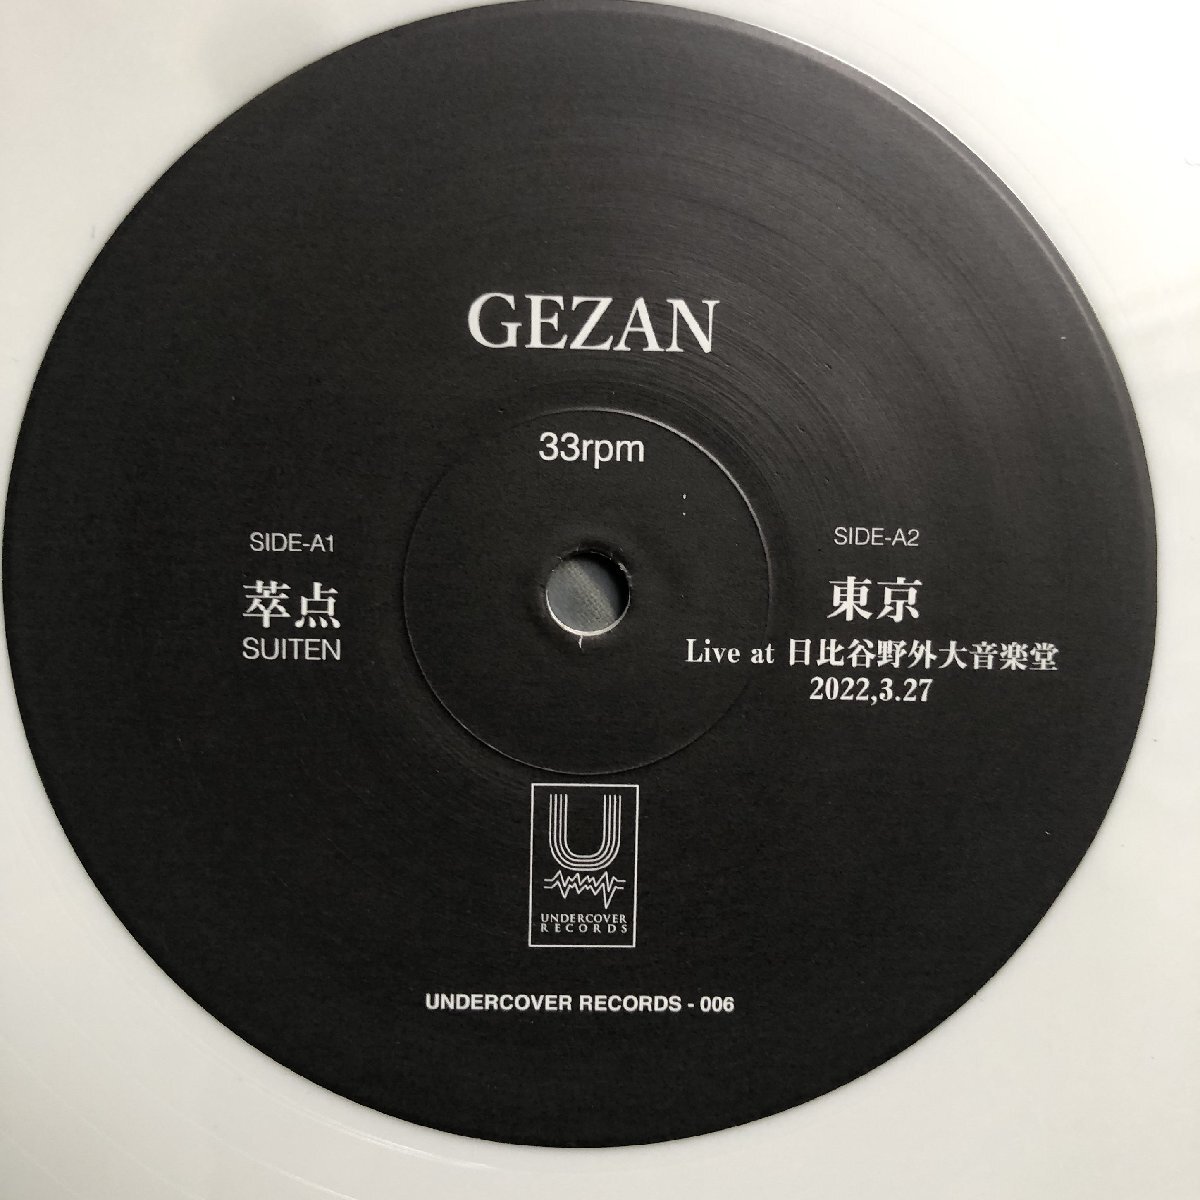 GEZAN
33rpm
SIDE-A1
萃点
SUITEN
SIDE-A2
東京
Live at 日比谷野外大音楽堂
2022,3.27
U
UNDERCOVER
RECORDS
UNDERCOVER RECORDS - 006